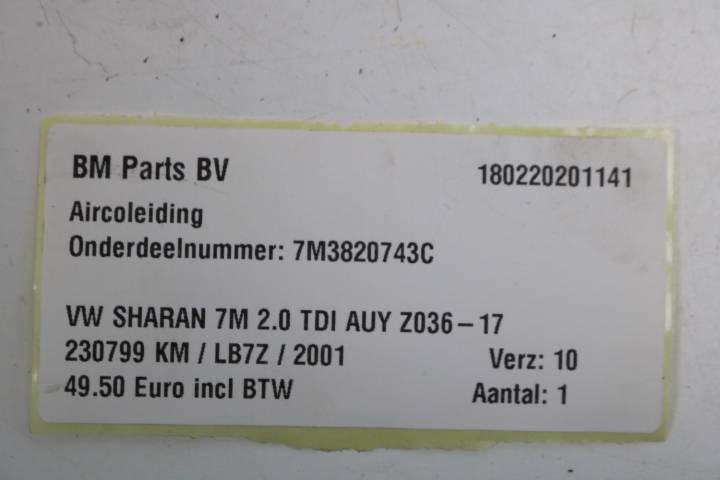 BM Parts BV 180220201141
Aircoleiding
Onderdeelnummer: 7M3820743C
VW SHARAN 7M 2.0 TDI AUY Z036-17
230799 KM / LB7Z / 2001 Verz: 10
49.50 Euro incl BTW Aantal: 1